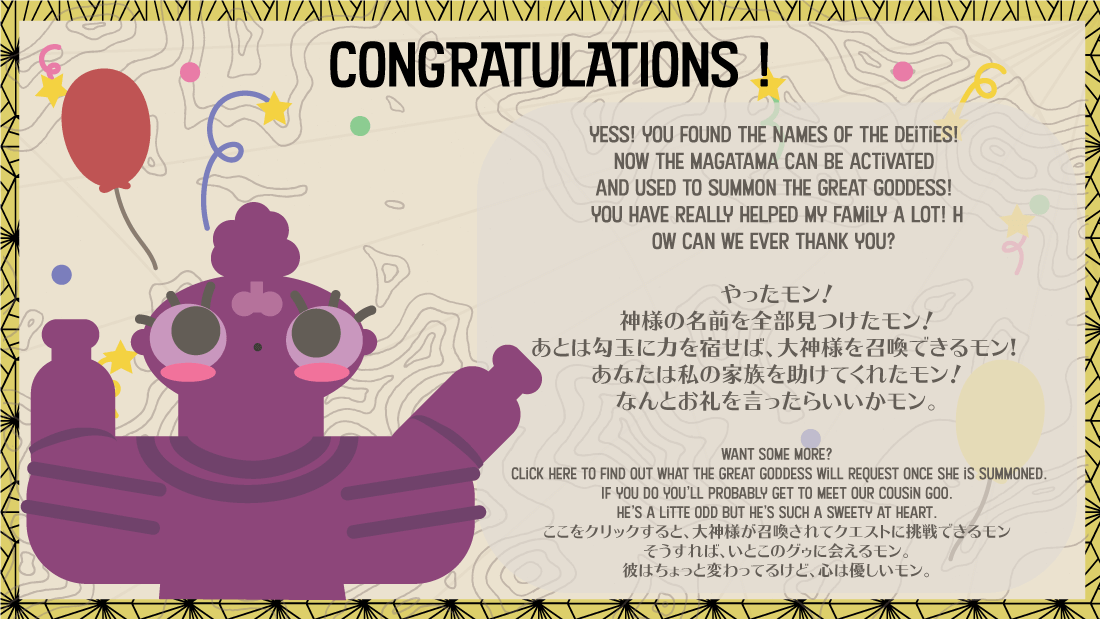 CONGRATULATIONS !
YESS! YOU FOUND THE NAMES OF THE DEITIES!
NOW THE MAGATAMA CAN BE ACTIVATED
AND USED TO SUMMON THE GREAT GODDESS!
YOU HAVE REALLY HELPED MY FAMILY A LOT! H
OW CAN WE EVER THANK YOU?
やったモン!
神様の名前を全部見つけたモン!
あとは勾玉に力を宿せば、大神様を召喚できるモン!
あなたは私の家族を助けてくれたモン!
なんとお礼を言ったらいいかモン。
WANT SOME MORE?
CLICK HERE TO FIND OUT WHAT THE GREAT GODDESS WILL REQUEST ONCE SHE IS SUMMONED.
IF YOU DO YOU'LL PROBABLY GET TO MEET OUR COUSIN GOO.
HE'S A LITTE ODD BUT HE'S SUCH A SWEETY AT HEART.
ここをクリックすると、大神様が召喚されてクエストに挑戦できるモン
そうすれば、いとこのグゥに会えるモン。
彼はちょっと変わってるけど、心は優しいモン。